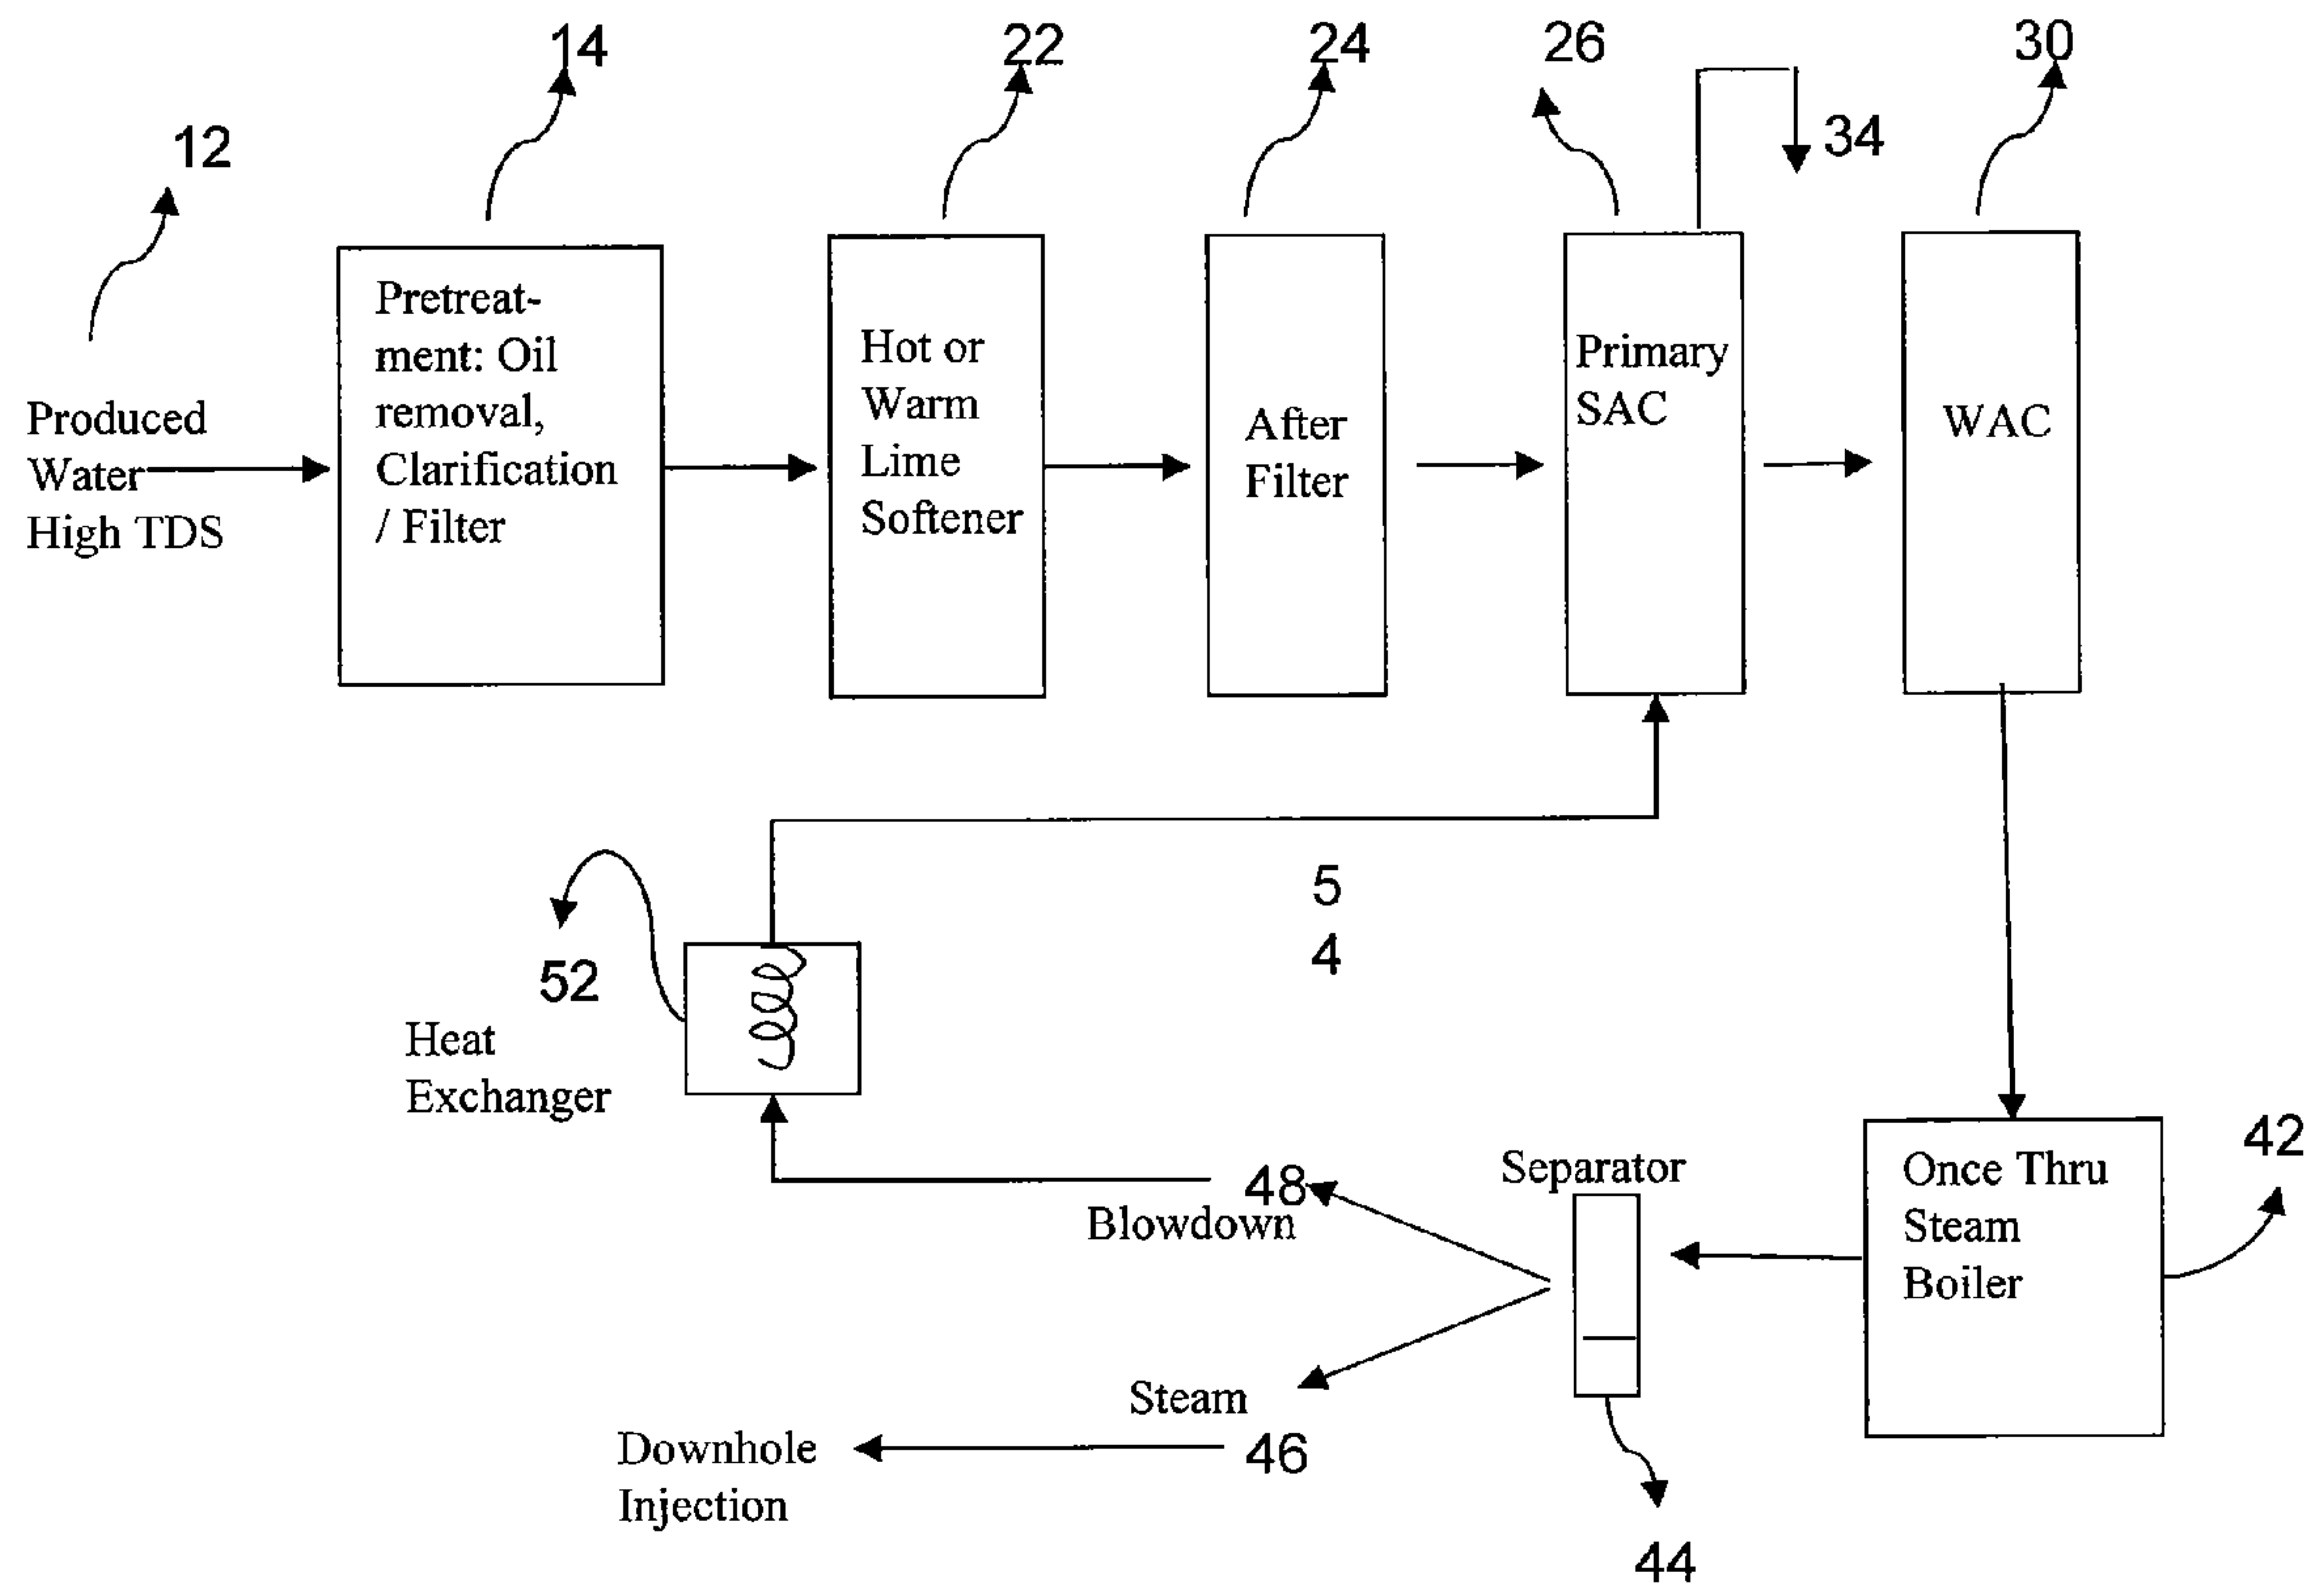 14
22
24
26
30
12
34
Pretreat-
ment: Oil
removal,
Clarification
/ Filter
Hot or
Warm
Lime
Softener
After
Filter
Primary
SAC
WAC
Produced
Water
High TDS
5
4
52
Heat
Exchanger
48
Blowdown
Separator
Once Thru
Steam
Boiler
42
Steam
46
Downhole
Injection
44